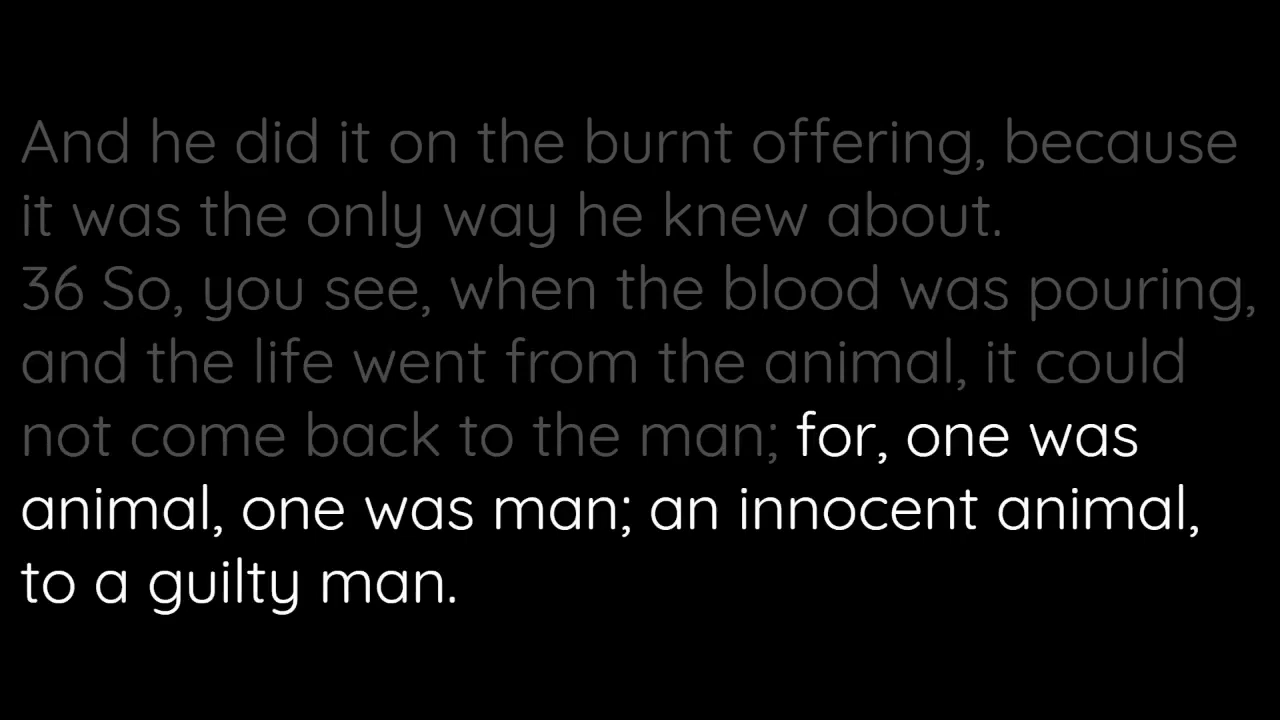 And he did it on the burnt offering, because
it was the only way he knew about.
36 So, you see, when the blood was pouring,
and the life went from the animal, it could
not come back to the man; for, one was
animal, one was man; an innocent animal,
to a guilty man.